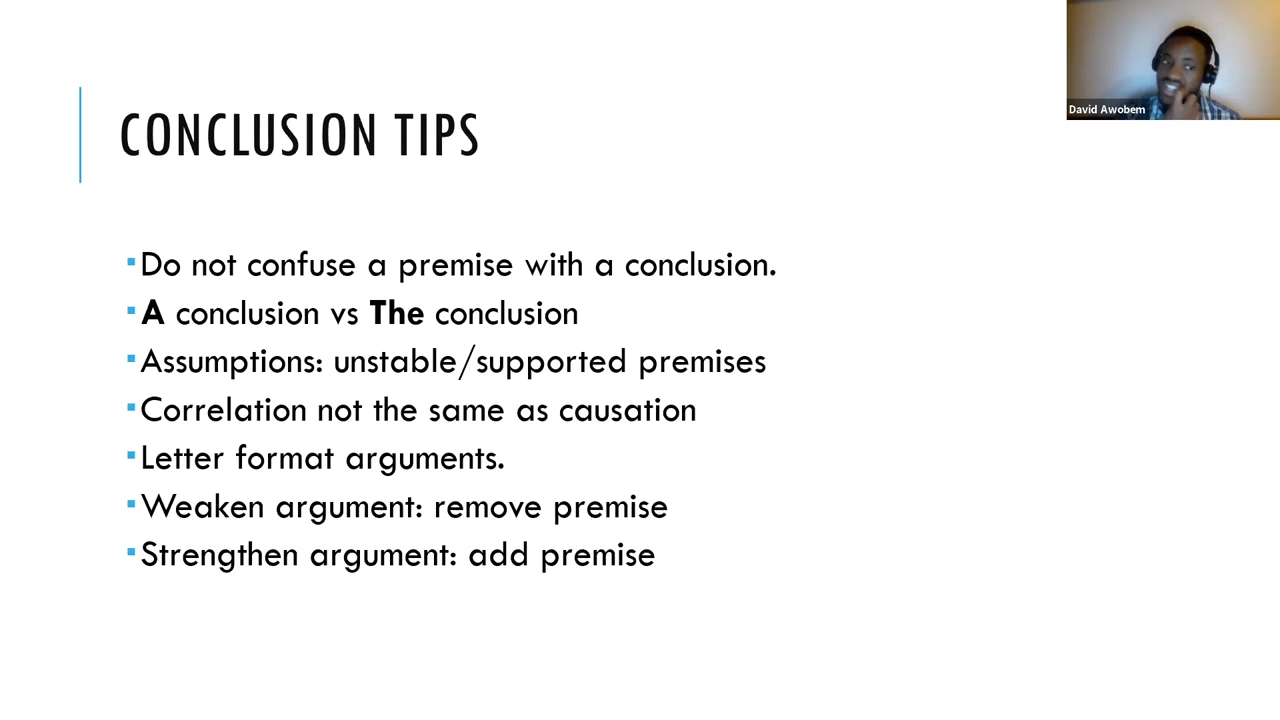 CONCLUSION TIPS
David Awobem
▪Do not confuse a premise with a conclusion.
▪A conclusion vs The conclusion
▪Assumptions: unstable/supported premises
▪Correlation not the same as causation
▪Letter format arguments.
▪Weaken argument: remove premise
▪Strengthen argument: add premise